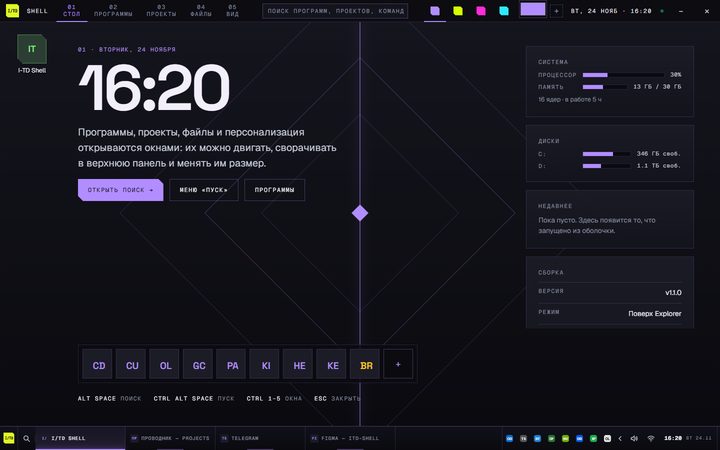 I/TD
SHELL
01
СТОЛ
02
ПРОГРАММЫ
03
ПРОЕКТЫ
04
ФАЙЛЫ
05
ВИД
ПОИСК ПРОГРАММ, ПРОЕКТОВ, КОМАНД
+
ВТ, 24 НОЯБ · 16:20
IT
I-TD Shell
01 · ВТОРНИК, 24 НОЯБРЯ
16:20
Программы, проекты, файлы и персонализация
открываются окнами: их можно двигать, сворачивать
в верхнюю панель и менять им размер.
ОТКРЫТЬ ПОИСК →
МЕНЮ «ПУСК»
ПРОГРАММЫ
СИСТЕМА
ПРОЦЕССОР 30%
ПАМЯТЬ 13 ГБ / 30 ГБ
16 ядер · в работе 5 ч
ДИСКИ
C: 346 ГБ своб.
D: 1.1 ТБ своб.
НЕДАВНЕЕ
Пока пусто. Здесь появится то, что
запущено из оболочки.
СБОРКА
ВЕРСИЯ v1.1.0
РЕЖИМ Поверх Explorer
CD CU OL GC PA KI HE KE BR +
ALT SPACE ПОИСК CTRL ALT SPACE ПУСК CTRL 1–5 ОКНА ESC ЗАКРЫТЬ
I/TD
I/TD SHELL
ПРОВОДНИК — PROJECTS
TELEGRAM
FIGMA — ITD-SHELL
16:20 ВТ 24.11